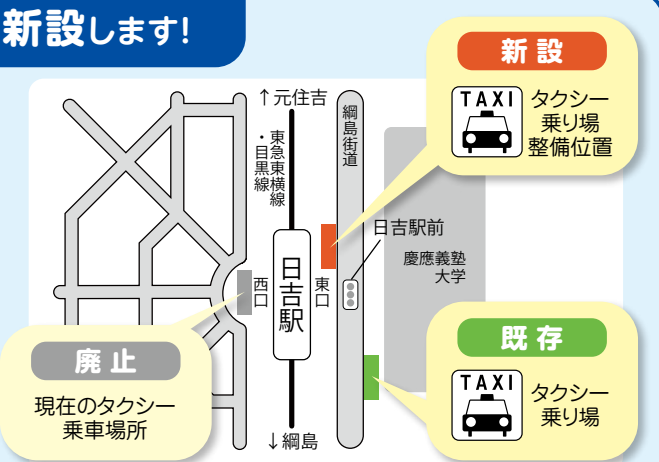 新設します!
新設
TAXI
タクシー
乗り場
整備位置
↑元住吉
綱島街道
東急東横線
・目黒線
日吉駅前
慶應義塾
大学
日吉駅
西口
東口
廃止
現在のタクシー
乗車場所
既存
TAXI
タクシー
乗り場
↓綱島